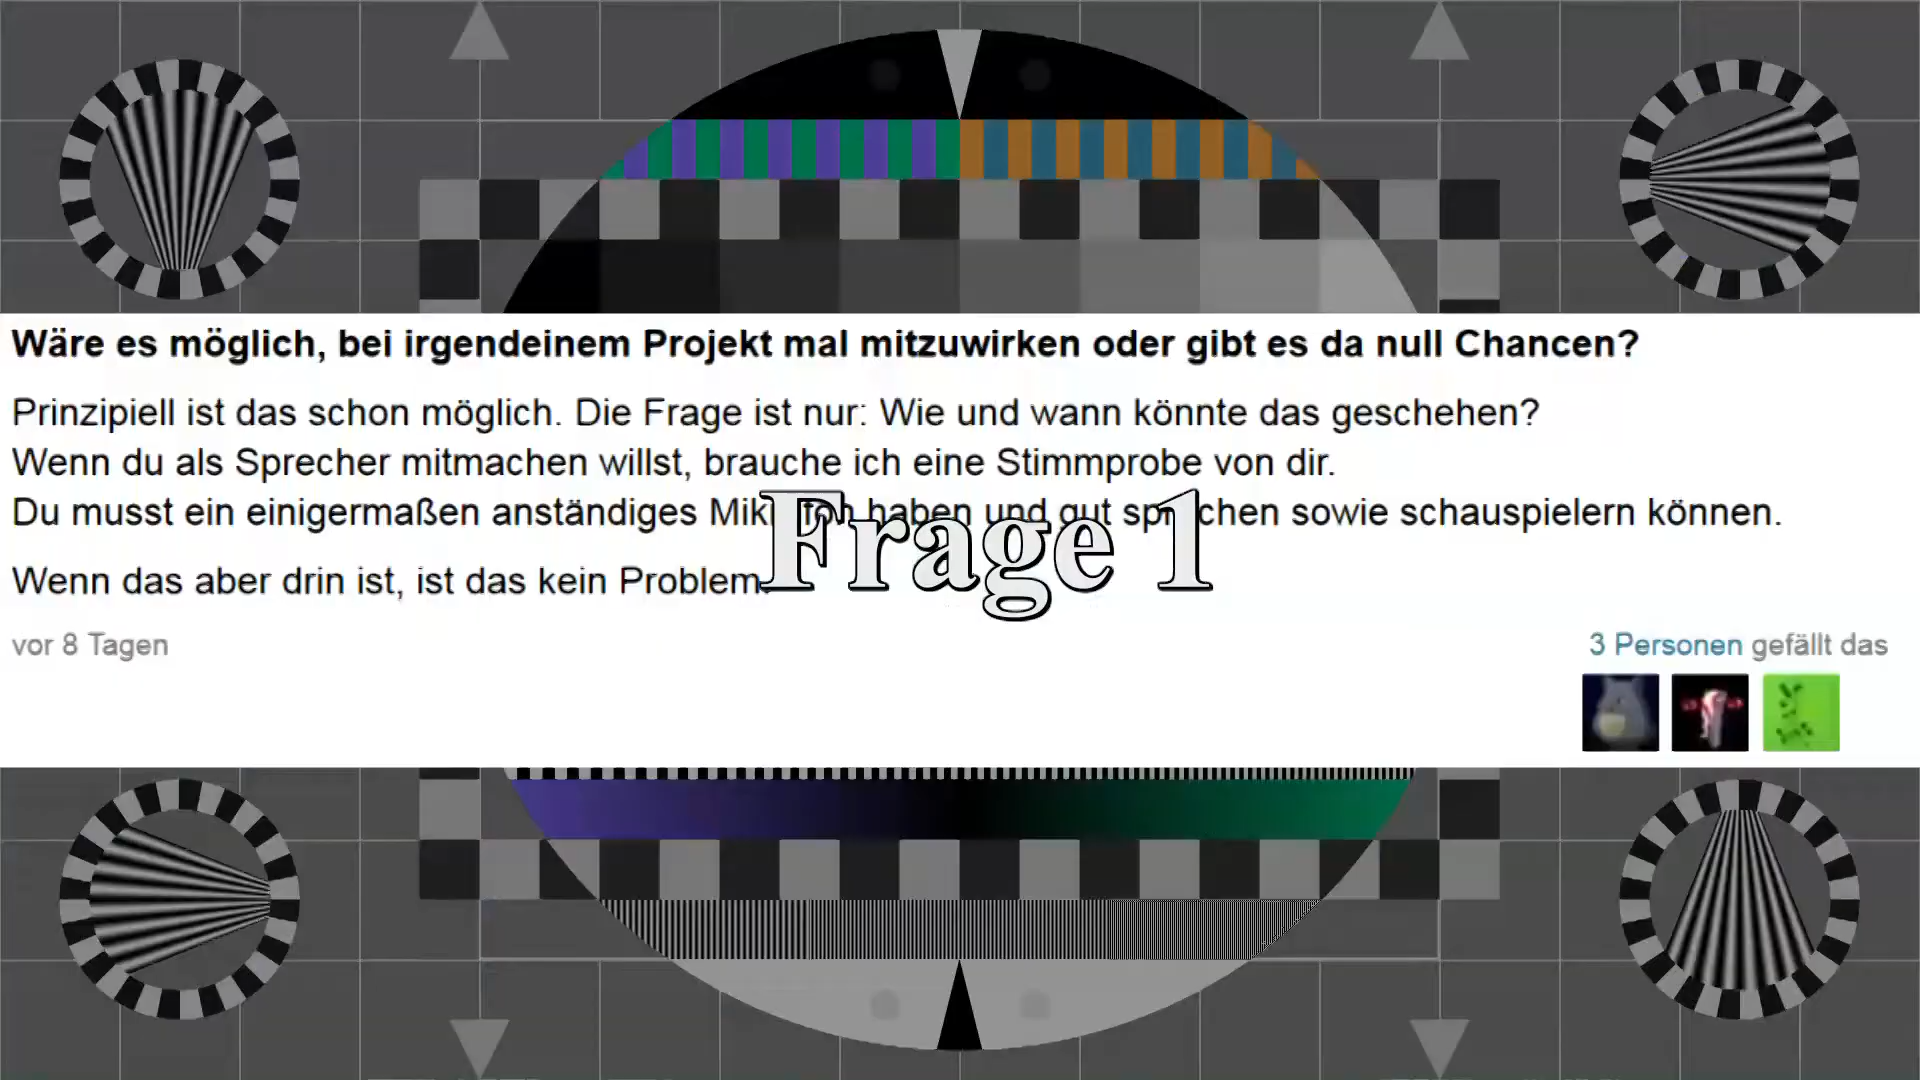 Wäre es möglich, bei irgendeinem Projekt mal mitzuwirken oder gibt es da null Chancen?
Prinzipiell ist das schon möglich. Die Frage ist nur: Wie und wann könnte das geschehen?
Wenn du als Sprecher mitmachen willst, brauche ich eine Stimmprobe von dir.
Du musst ein einigermaßen anständiges Mikrofon haben und gut sprechen sowie schauspielern können.
Frage 1
Wenn das aber drin ist, ist das kein Problem.
vor 8 Tagen
3 Personen gefällt das